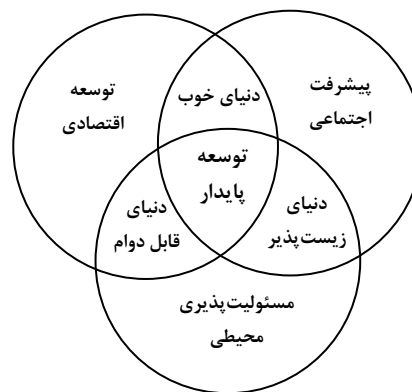 پیشرفت
اجتماعی
دنیای خوب
توسعه
اقتصادی
توسعه
پایدار
دنیای
زیست‌پذیر
دنیای
قابل دوام
مسئولیت‌پذیری
محیطی